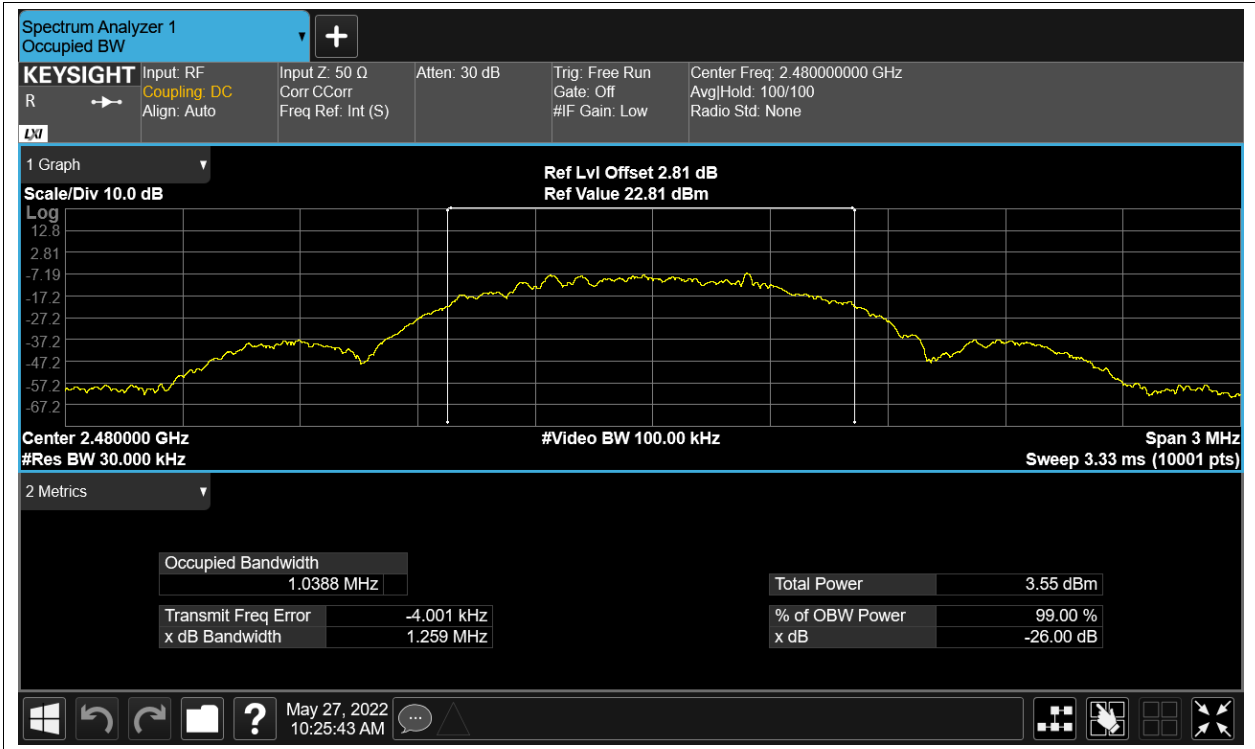 Spectrum Analyzer 1
Occupied BW
KEYSIGHT
R
LXI
Input: RF
Coupling: DC
Align: Auto
Input Z: 50 Ω
Corr CCorr
Freq Ref: Int (S)
Atten: 30 dB
Trig: Free Run
Gate: Off
#IF Gain: Low
Center Freq: 2.480000000 GHz
Avg|Hold: 100/100
Radio Std: None
1 Graph
Scale/Div 10.0 dB
Ref Lvl Offset 2.81 dB
Ref Value 22.81 dBm
Log
12.8
2.81
-7.19
-17.2
-27.2
-37.2
-47.2
-57.2
-67.2
Center 2.480000 GHz
#Video BW 100.00 kHz
Span 3 MHz
#Res BW 30.000 kHz
Sweep 3.33 ms (10001 pts)
2 Metrics
Occupied Bandwidth
1.0388 MHz
Total Power 3.55 dBm
Transmit Freq Error -4.001 kHz
% of OBW Power 99.00 %
x dB Bandwidth 1.259 MHz
x dB -26.00 dB
?
May 27, 2022
10:25:43 AM